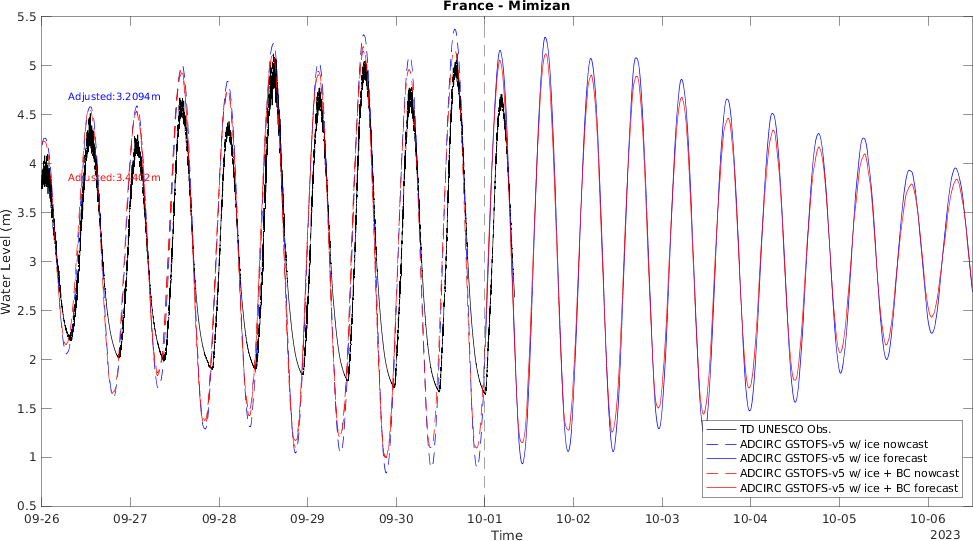 France - Mimizan
5.5
5
4.5
4
3.5
3
2.5
2
1.5
1
0.5
Water Level (m)
Adjusted:3.2094m
Adjusted:3.4402m
TD UNESCO Obs.
ADCIRC GSTOFS-v5 w/ ice nowcast
ADCIRC GSTOFS-v5 w/ ice forecast
ADCIRC GSTOFS-v5 w/ ice + BC nowcast
ADCIRC GSTOFS-v5 w/ ice + BC forecast
09-26 09-27 09-28 09-29 09-30 10-01 10-02 10-03 10-04 10-05 10-06
Time
2023